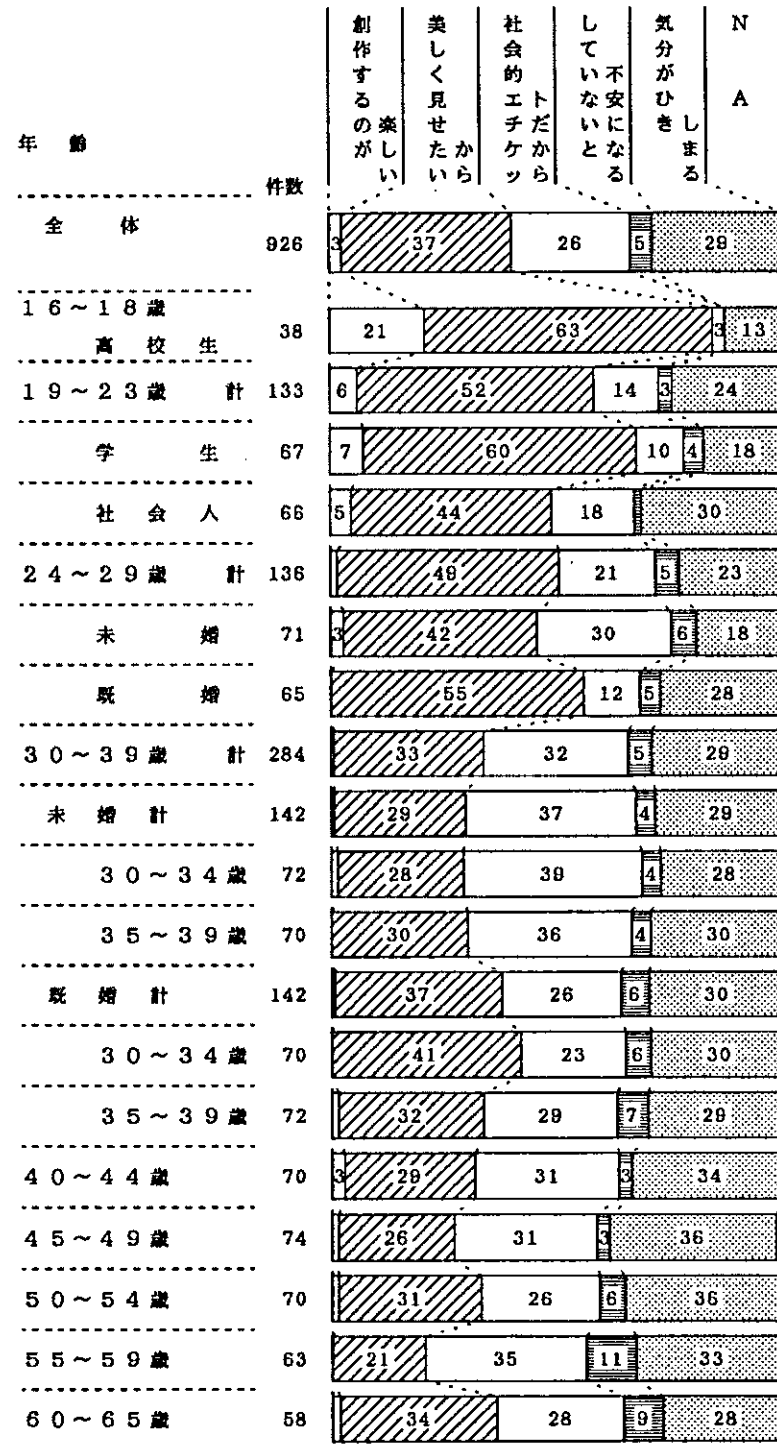 創作するのが
楽しい
美しく見せたい
から
社会的エチケッ
トだから
していないと
不安になる
気分がひき
しまる
N A
年 齢
件数
全 体 926 3 37 26 5 29
16～18歳
高 校 生 38 21 63 3 13
19～23歳 計 133 6 52 14 3 24
学 生 67 7 60 10 4 18
社 会 人 66 5 44 18 30
24～29歳 計 136 49 21 5 23
未 婚 71 3 42 30 6 18
既 婚 65 55 12 5 28
30～39歳 計 284 33 32 5 29
未 婚 計 142 29 37 4 29
30～34歳 72 28 39 4 28
35～39歳 70 30 36 4 30
既 婚 計 142 37 26 6 30
30～34歳 70 41 23 6 30
35～39歳 72 32 29 7 29
40～44歳 70 3 29 31 3 34
45～49歳 74 26 31 3 36
50～54歳 70 31 26 6 36
55～59歳 63 21 35 11 33
60～65歳 58 34 28 9 28